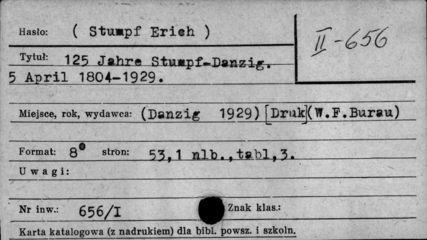 Hasło: ( Stumpf Erich )
II-656
Tytuł: 125 Jahre Stumpf-Danzig.
5 April 1804-1929.
Miejsce, rok, wydawca: (Danzig 1929) [Druk](W.F.Burau)
Format: 8° stron: 53,1 nlb.,tabl,3.
Uwagi:
Nr inw.: 656/I Znak klas.:
Karta katalogowa (z nadrukiem) dla bibl. powsz. i szkoln.